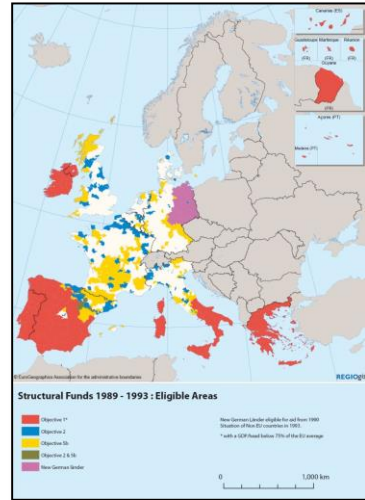 Canarias (ES)
Guadeloupe Martinique Réunion
(FR) (FR) (FR)
Guyane
(FR)
Açores (PT)
Madeira (PT)
© EuroGeographics Association for the administrative boundaries
REGIOgis
Structural Funds 1989 - 1993 : Eligible Areas
Objective 1*
Objective 2
Objective 5b
Objective 2 & 5b
New German länder
New German Länder eligible for aid from 1990
Situation of Non EU countries in 1993
* with a GDP fixed below 75% of the EU average
0 1,000 km